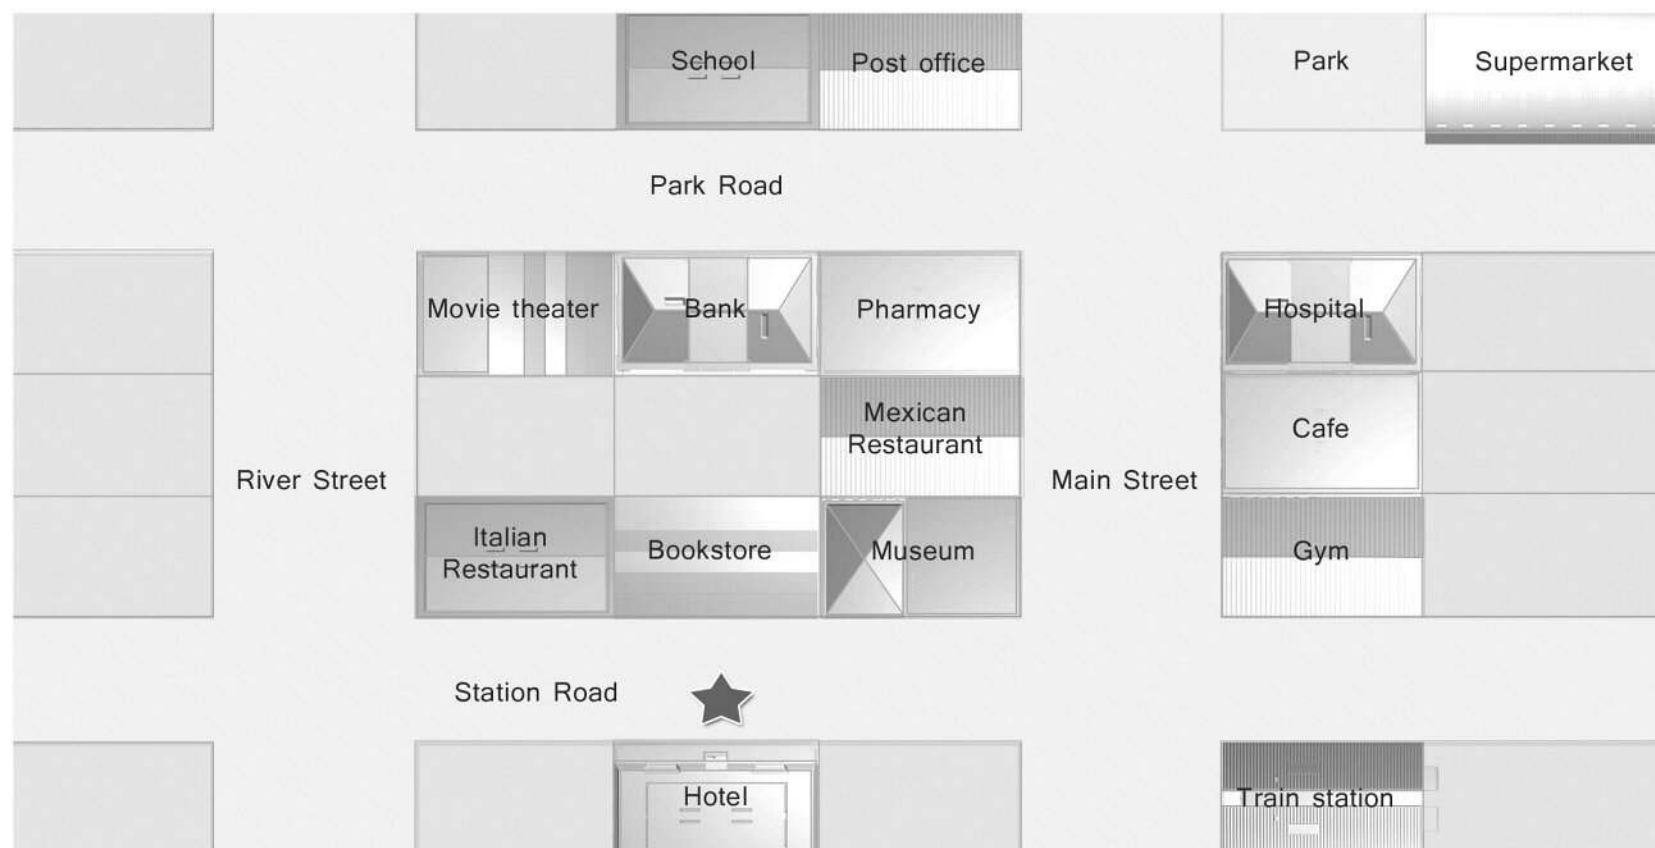 School
Post office
Park
Supermarket
Park Road
Movie theater
Bank
Pharmacy
Hospital
Mexican
Restaurant
Cafe
River Street
Main Street
Italian
Restaurant
Bookstore
Museum
Gym
Station Road
Hotel
Train station